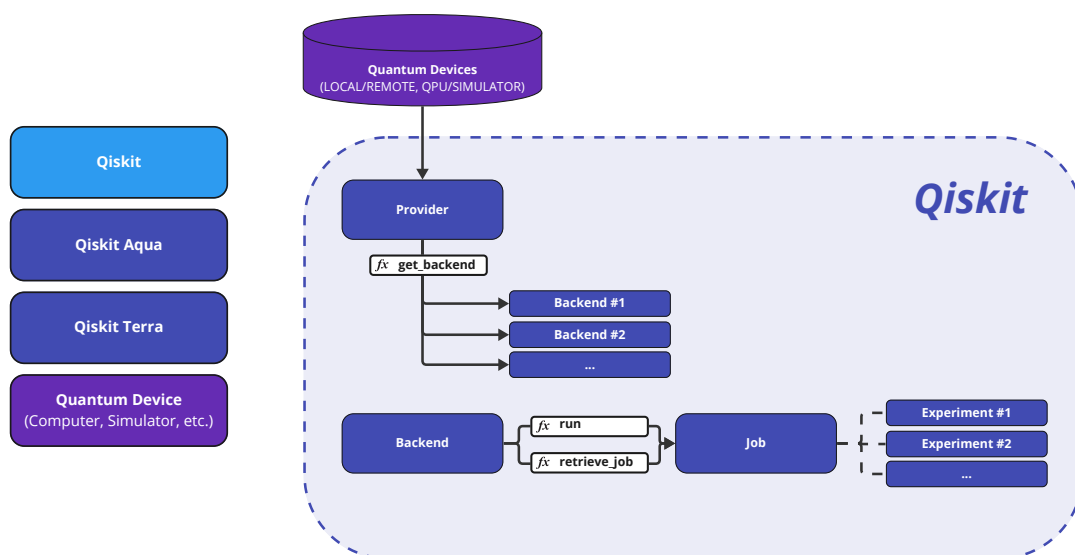 Quantum Devices
(LOCAL/REMOTE, QPU/SIMULATOR)
Qiskit
Qiskit Aqua
Qiskit Terra
Quantum Device
(Computer, Simulator, etc.)
Qiskit
Provider
fx get_backend
Backend #1
Backend #2
...
Backend
fx run
fx retrieve_job
Job
Experiment #1
Experiment #2
...